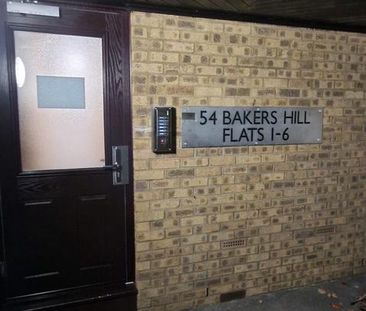 54 BAKERS HILL
FLATS 1-6